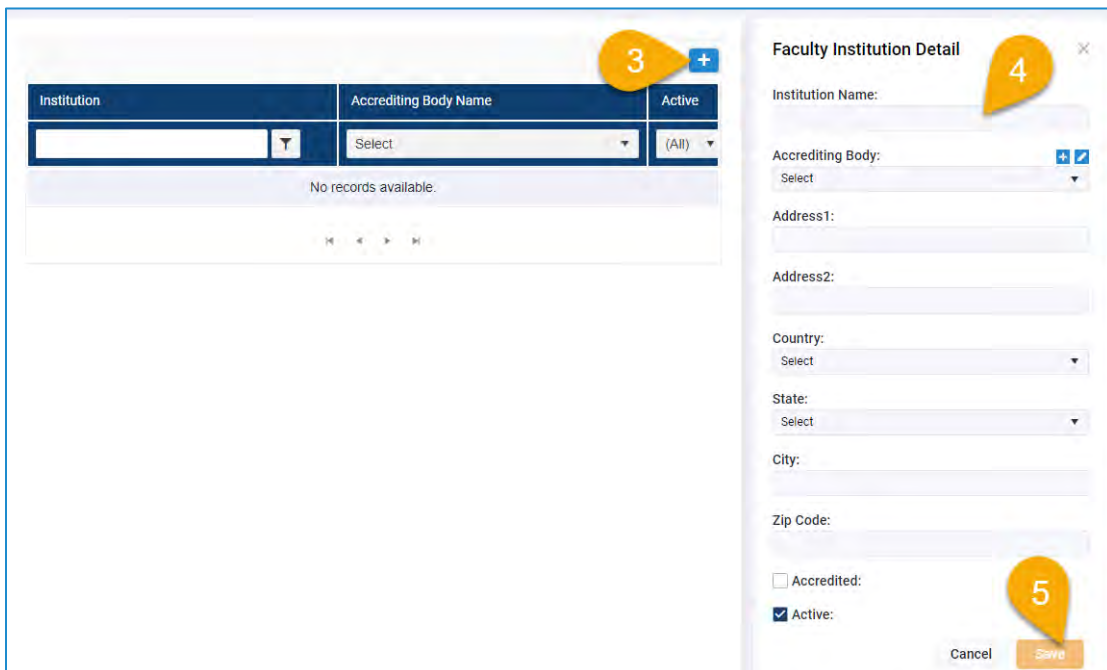 3
+
Institution
Accrediting Body Name
Active
Select
(All)
No records available.
Faculty Institution Detail
4
Institution Name:
Accrediting Body:
Select
Address1:
Address2:
Country:
Select
State:
Select
City:
Zip Code:
Accredited:
Active:
5
Cancel
Save